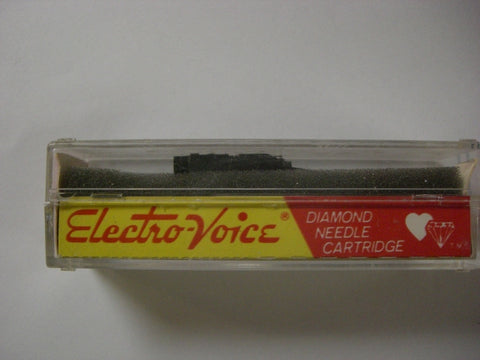 Electro-Voice®
DIAMOND
NEEDLE
CARTRIDGE
T.M.